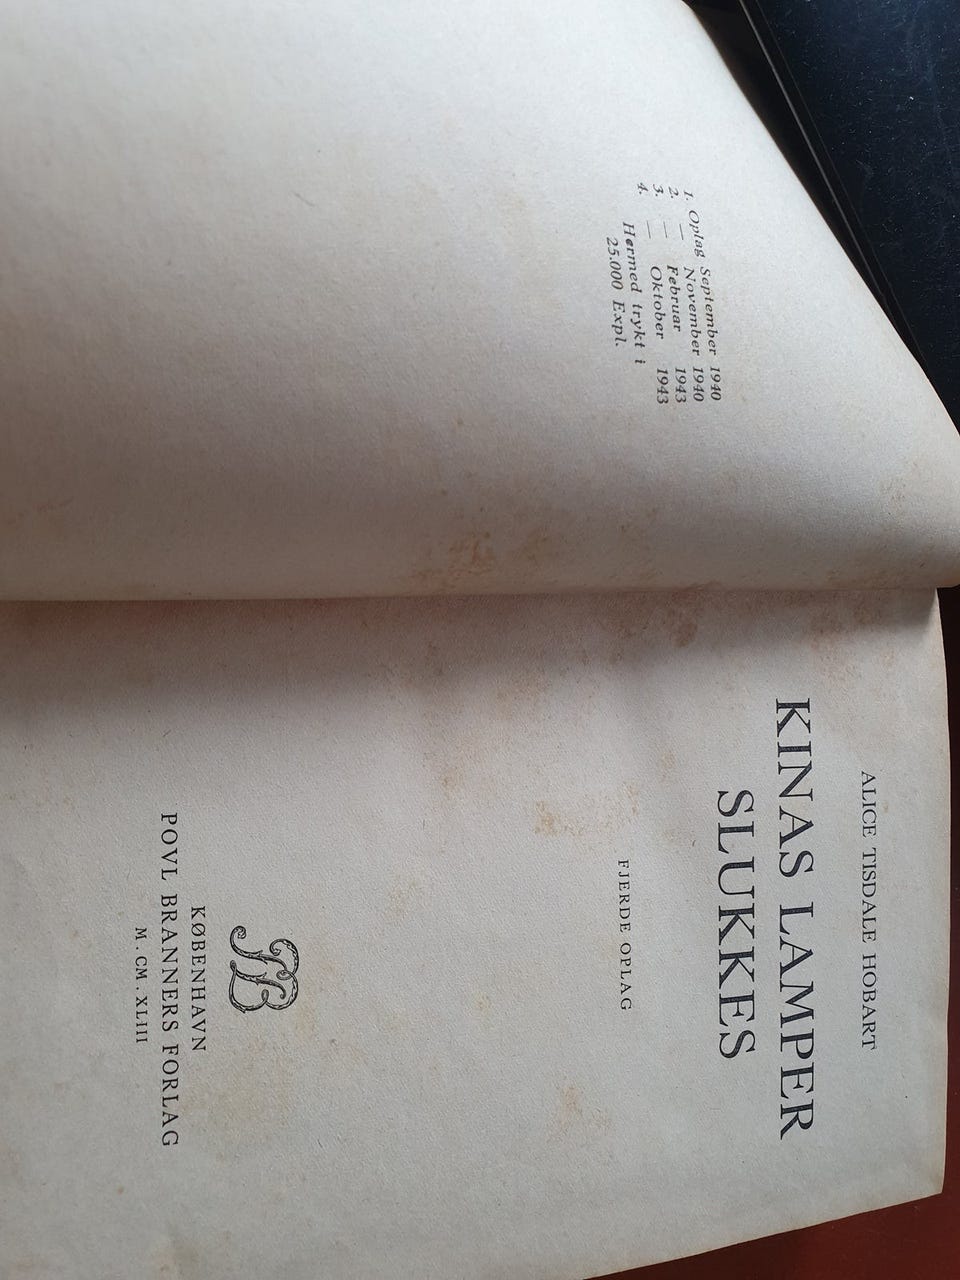 1. Oplag September 1940
2. — November 1940
3. — Februar 1943
4. — Oktober 1943
Hermed trykt i
25.000 Expl.
ALICE TISDALE HOBART
KINAS LAMPER
SLUKKES
FJERDE OPLAG
KØBENHAVN
POVL BRANNERS FORLAG
M.CM.XLIII